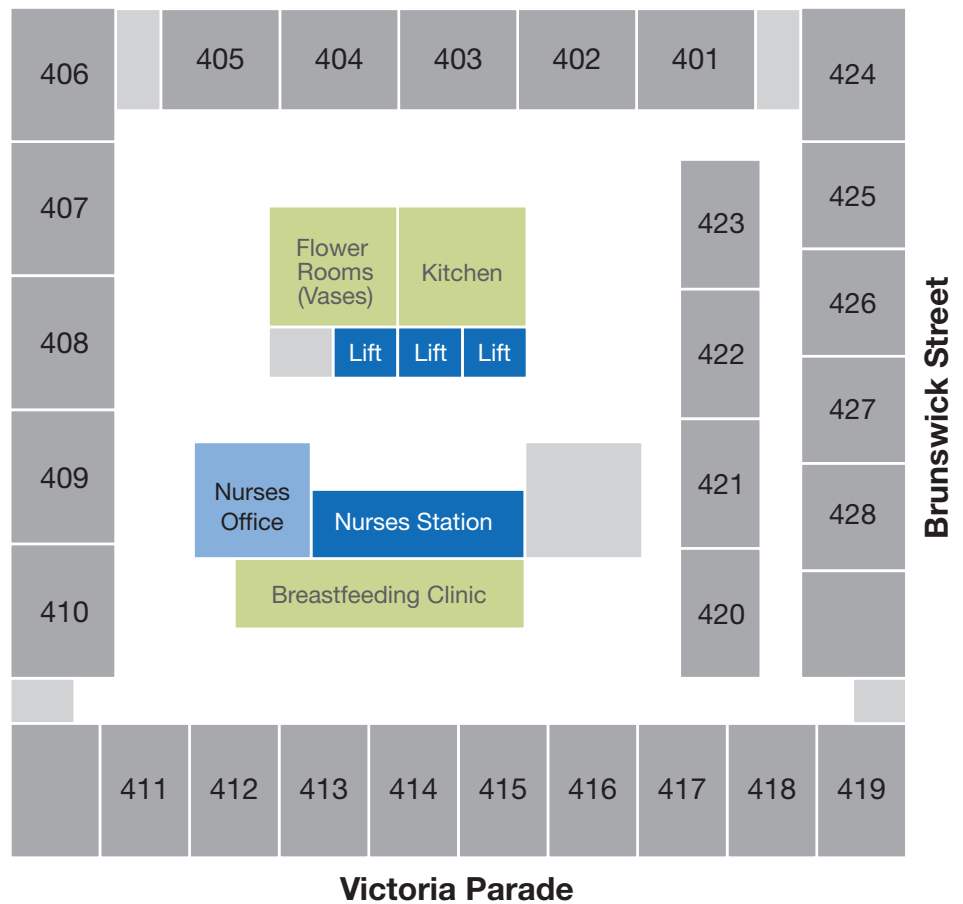 406
405
404
403
402
401
424
407
423
425
Flower
Rooms
(Vases)
Kitchen
426
408
Lift
Lift
Lift
422
427
409
Nurses
Office
Nurses Station
421
428
Breastfeeding Clinic
410
420
411
412
413
414
415
416
417
418
419
Brunswick Street
Victoria Parade